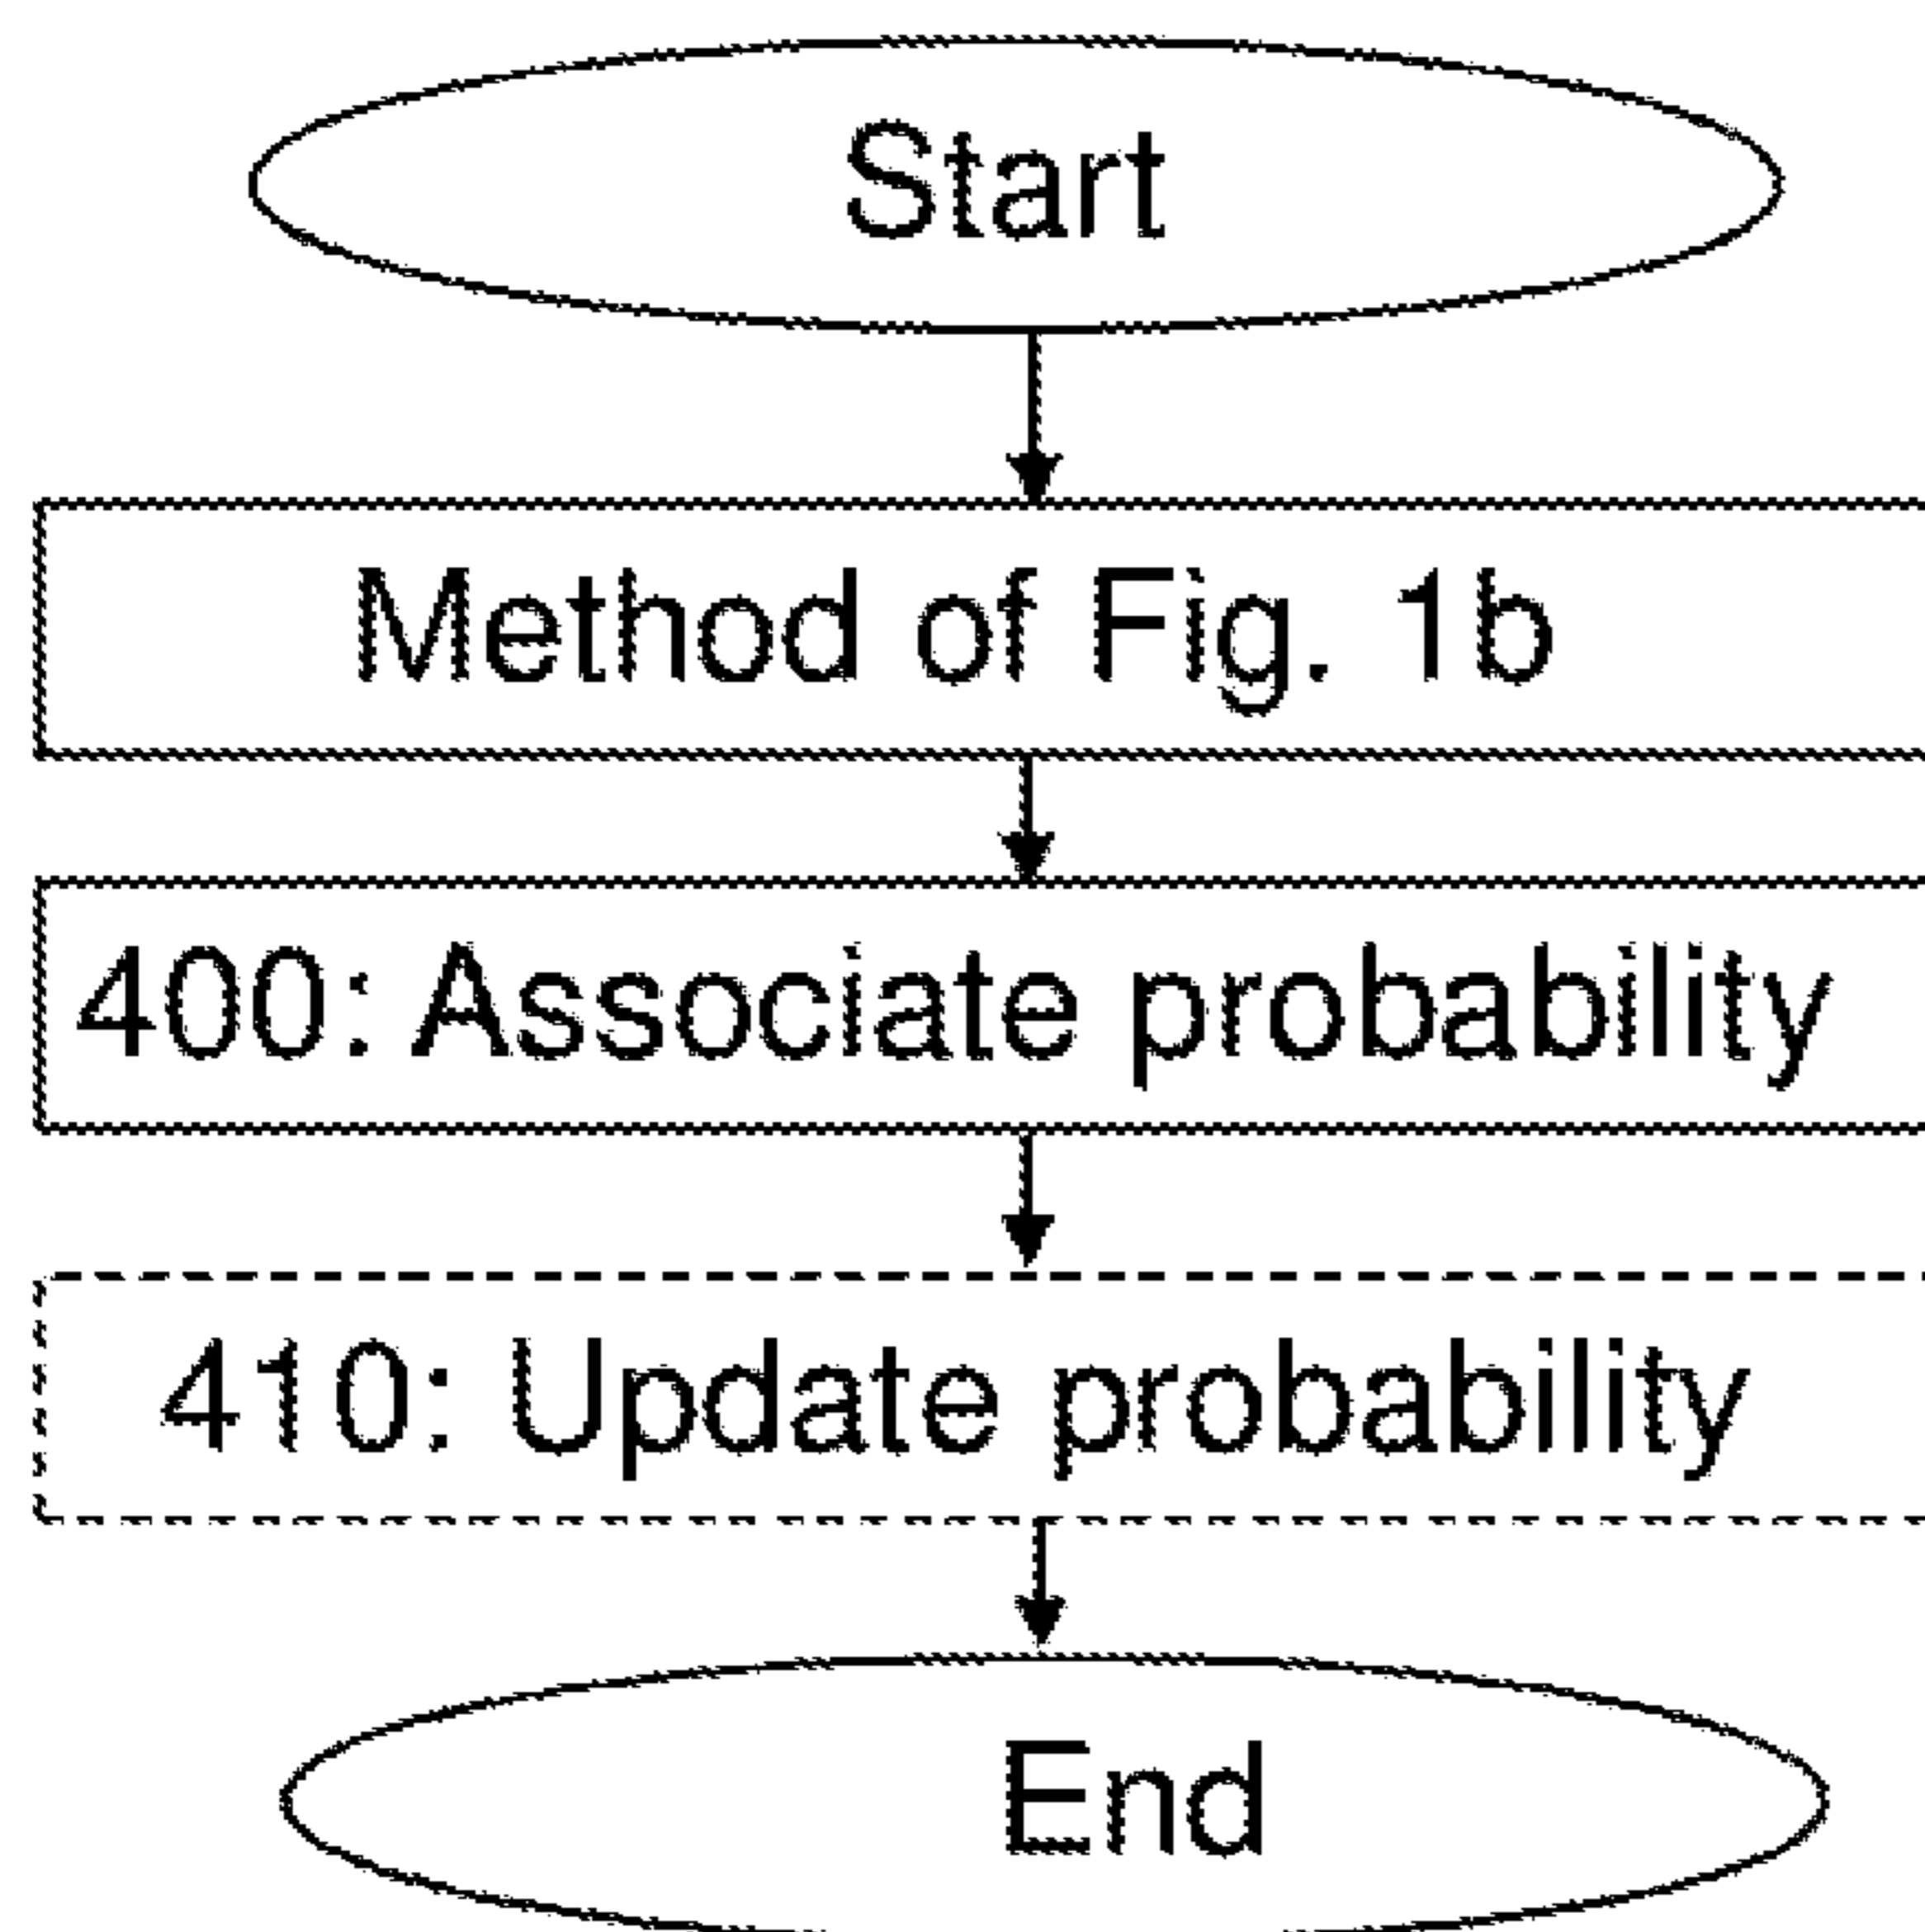 Start
Method of Fig. 1b
400: Associate probability
410: Update probability
End